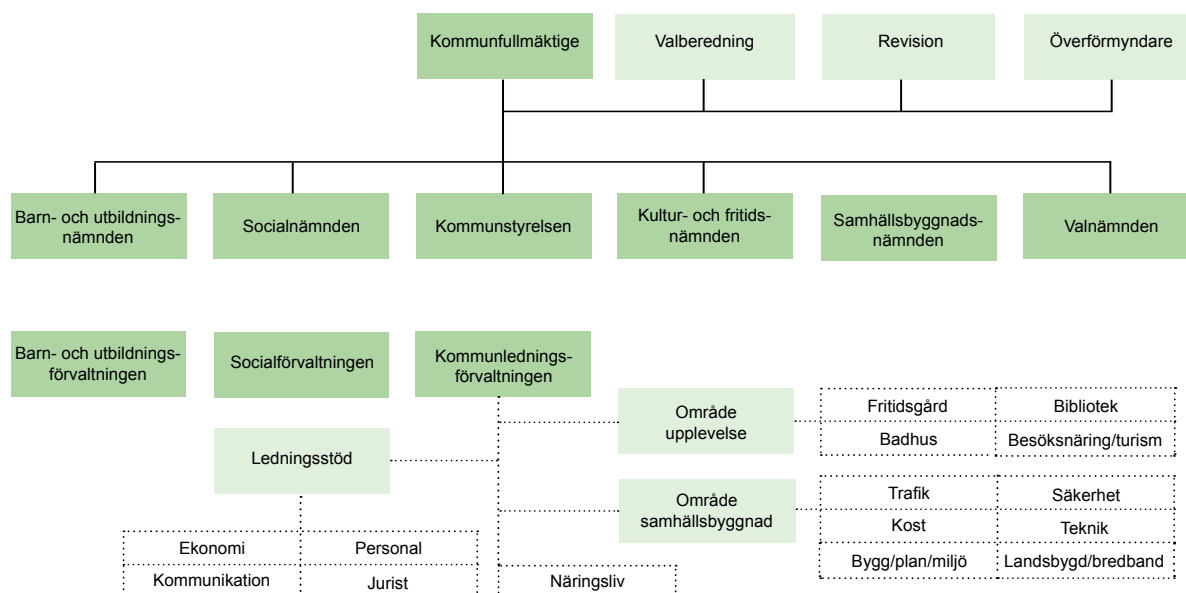 Kommunfullmäktige
Valberedning
Revision
Överförmyndare
Barn- och utbildnings-
nämnden
Socialnämnden
Kommunstyrelsen
Kultur- och fritids-
nämnden
Samhällsbyggnads-
nämnden
Valnämnden
Barn- och utbildnings-
förvaltningen
Socialförvaltningen
Kommunlednings-
förvaltningen
Område
upplevelse
Fritidsgård
Bibliotek
Badhus
Besöksnäring/turism
Ledningsstöd
Område
samhällsbyggnad
Trafik
Säkerhet
Kost
Teknik
Bygg/plan/miljö
Landsbygd/bredband
Ekonomi
Personal
Kommunikation
Jurist
Näringsliv